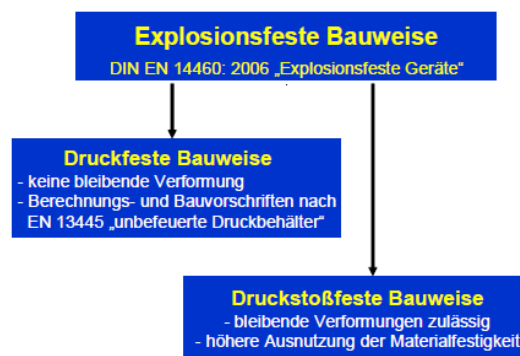 Explosionsfeste Bauweise
DIN EN 14460: 2006 „Explosionsfeste Geräte“
Druckfeste Bauweise
- keine bleibende Verformung
- Berechnungs- und Bauvorschriften nach
EN 13445 „unbefeuerte Druckbehälter“
Druckstoßfeste Bauweise
- bleibende Verformungen zulässig
- höhere Ausnutzung der Materialfestigkeit